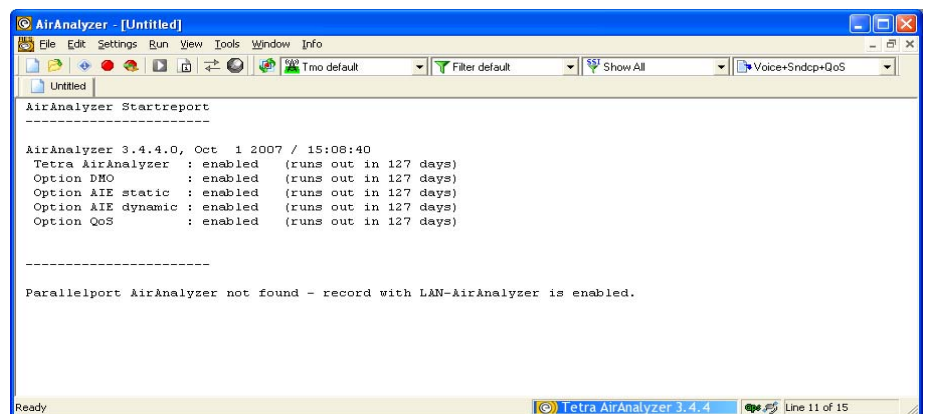 AirAnalyzer - [Untitled]
File Edit Settings Run View Tools Window Info
Tmo default Filter default SSI Show All Voice+Sndcp+QoS
Untitled
AirAnalyzer Startreport
-----------------------
AirAnalyzer 3.4.4.0, Oct  1 2007 / 15:08:40
Tetra AirAnalyzer  : enabled   (runs out in 127 days)
Option DMO         : enabled   (runs out in 127 days)
Option AIE static  : enabled   (runs out in 127 days)
Option AIE dynamic : enabled   (runs out in 127 days)
Option QoS         : enabled   (runs out in 127 days)
-----------------------
Parallelport AirAnalyzer not found - record with LAN-AirAnalyzer is enabled.
Ready Tetra AirAnalyzer 3.4.4 GPS Line 11 of 15